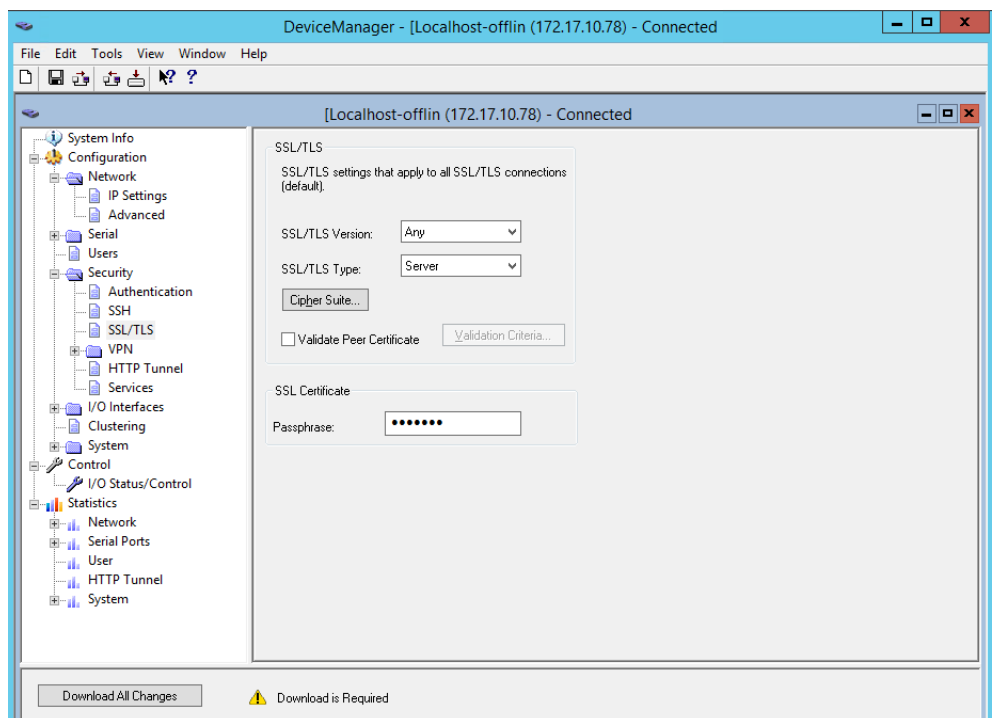 DeviceManager - [Localhost-offlin (172.17.10.78) - Connected
File Edit Tools View Window Help
[Localhost-offlin (172.17.10.78) - Connected
System Info
Configuration
Network
IP Settings
Advanced
Serial
Users
Security
Authentication
SSH
SSL/TLS
VPN
HTTP Tunnel
Services
I/O Interfaces
Clustering
System
Control
I/O Status/Control
Statistics
Network
Serial Ports
User
HTTP Tunnel
System
SSL/TLS
SSL/TLS settings that apply to all SSL/TLS connections
(default).
SSL/TLS Version: Any
SSL/TLS Type: Server
Cipher Suite...
Validate Peer Certificate Validation Criteria...
SSL Certificate
Passphrase: •••••••
Download All Changes Download is Required